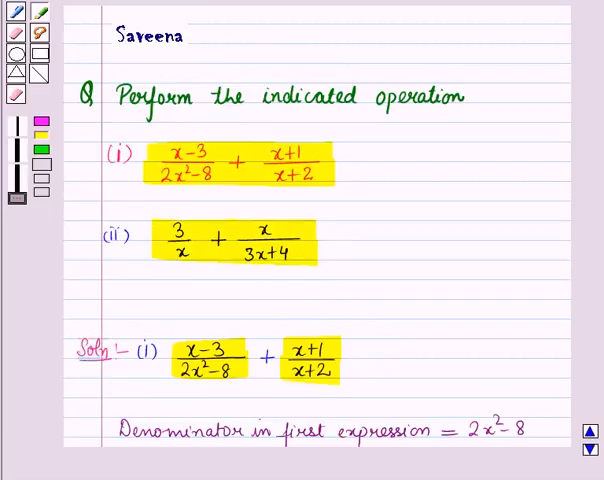 Saveena
Q Perform the indicated operation
(i) x-3/2x²-8 + x+1/x+2
(ii) 3/x + x/3x+4
Soln:- (i) x-3/2x²-8 + x+1/x+2
Denominator in first expression = 2x²-8